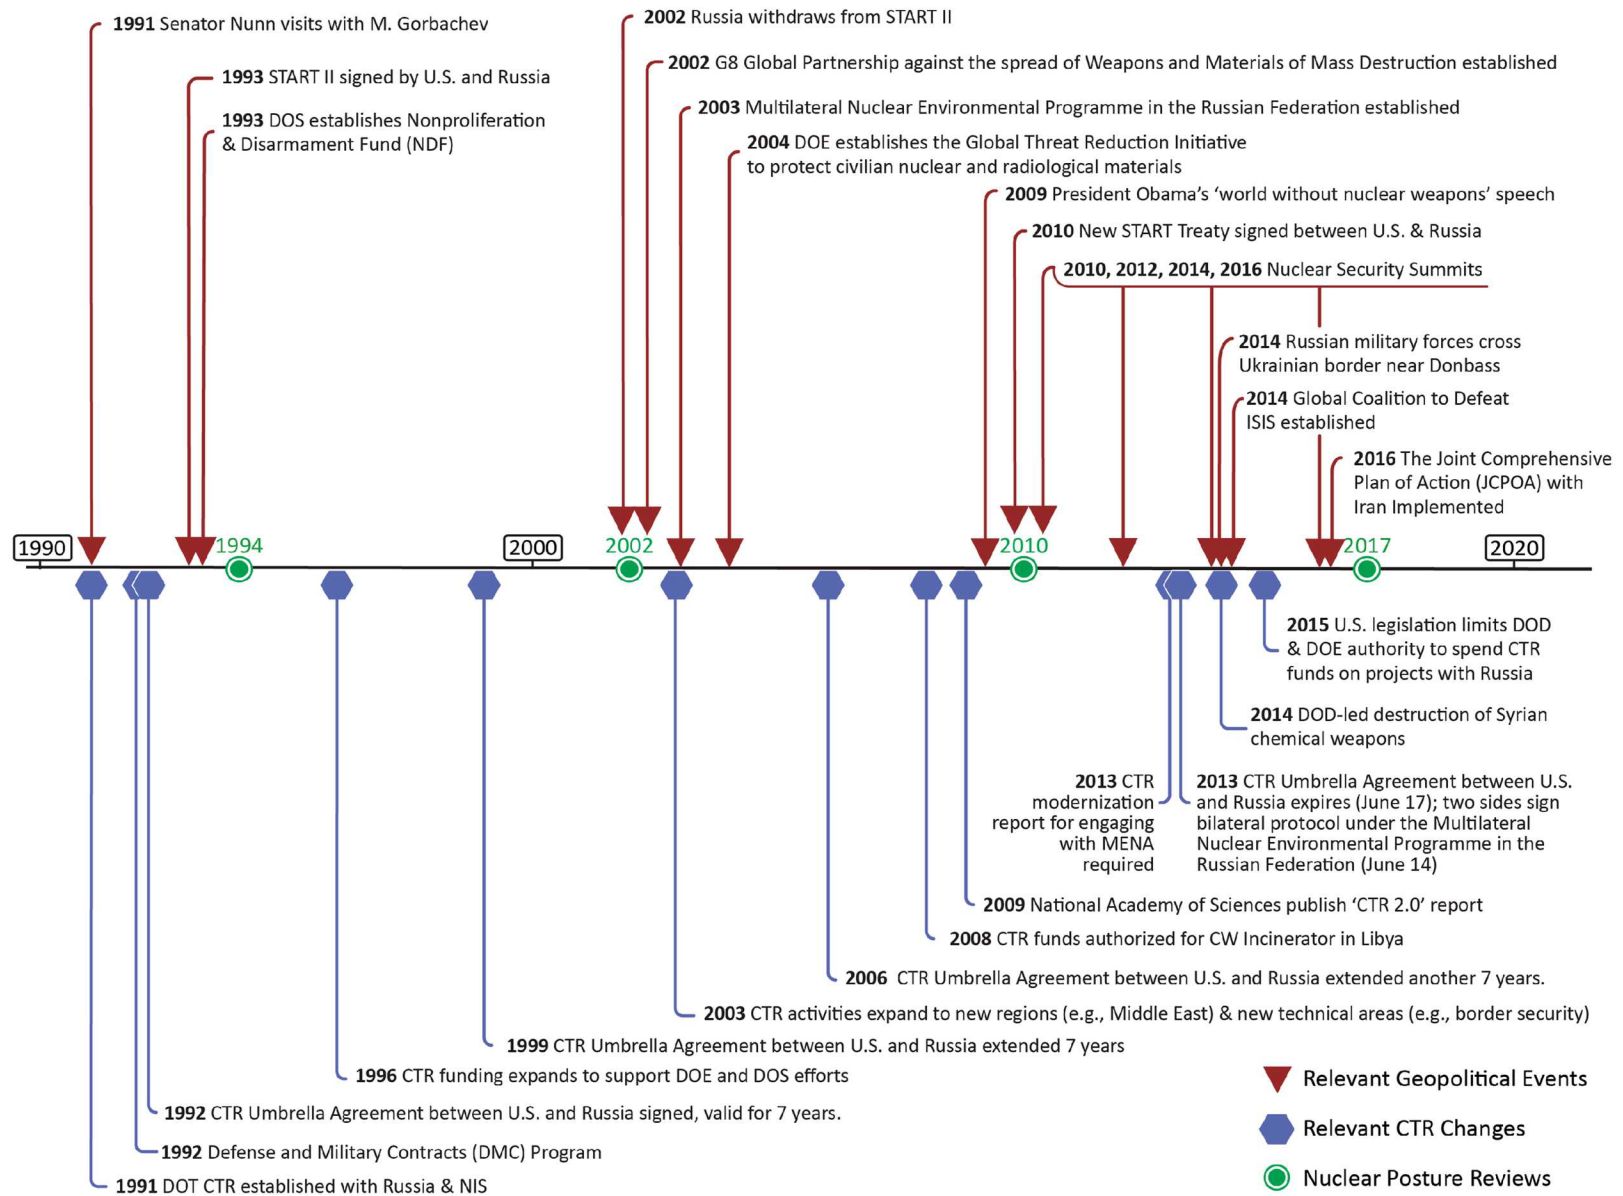 1991 Senator Nunn visits with M. Gorbachev
1993 START II signed by U.S. and Russia
1993 DOS establishes Nonproliferation
& Disarmament Fund (NDF)
2002 Russia withdraws from START II
2002 G8 Global Partnership against the spread of Weapons and Materials of Mass Destruction established
2003 Multilateral Nuclear Environmental Programme in the Russian Federation established
2004 DOE establishes the Global Threat Reduction Initiative
to protect civilian nuclear and radiological materials
2009 President Obama's 'world without nuclear weapons' speech
2010 New START Treaty signed between U.S. & Russia
2010, 2012, 2014, 2016 Nuclear Security Summits
2014 Russian military forces cross
Ukrainian border near Donbass
2014 Global Coalition to Defeat
ISIS established
2016 The Joint Comprehensive
Plan of Action (JCPOA) with
Iran Implemented
1990
1994
2000
2002
2010
2017
2020
2015 U.S. legislation limits DOD
& DOE authority to spend CTR
funds on projects with Russia
2014 DOD-led destruction of Syrian
chemical weapons
2013 CTR
modernization
report for engaging
with MENA
required
2013 CTR Umbrella Agreement between U.S.
and Russia expires (June 17); two sides sign
bilateral protocol under the Multilateral
Nuclear Environmental Programme in the
Russian Federation (June 14)
2009 National Academy of Sciences publish 'CTR 2.0' report
2008 CTR funds authorized for CW Incinerator in Libya
2006 CTR Umbrella Agreement between U.S. and Russia extended another 7 years.
2003 CTR activities expand to new regions (e.g., Middle East) & new technical areas (e.g., border security)
1999 CTR Umbrella Agreement between U.S. and Russia extended 7 years
1996 CTR funding expands to support DOE and DOS efforts
1992 CTR Umbrella Agreement between U.S. and Russia signed, valid for 7 years.
1992 Defense and Military Contracts (DMC) Program
1991 DOT CTR established with Russia & NIS
Relevant Geopolitical Events
Relevant CTR Changes
Nuclear Posture Reviews